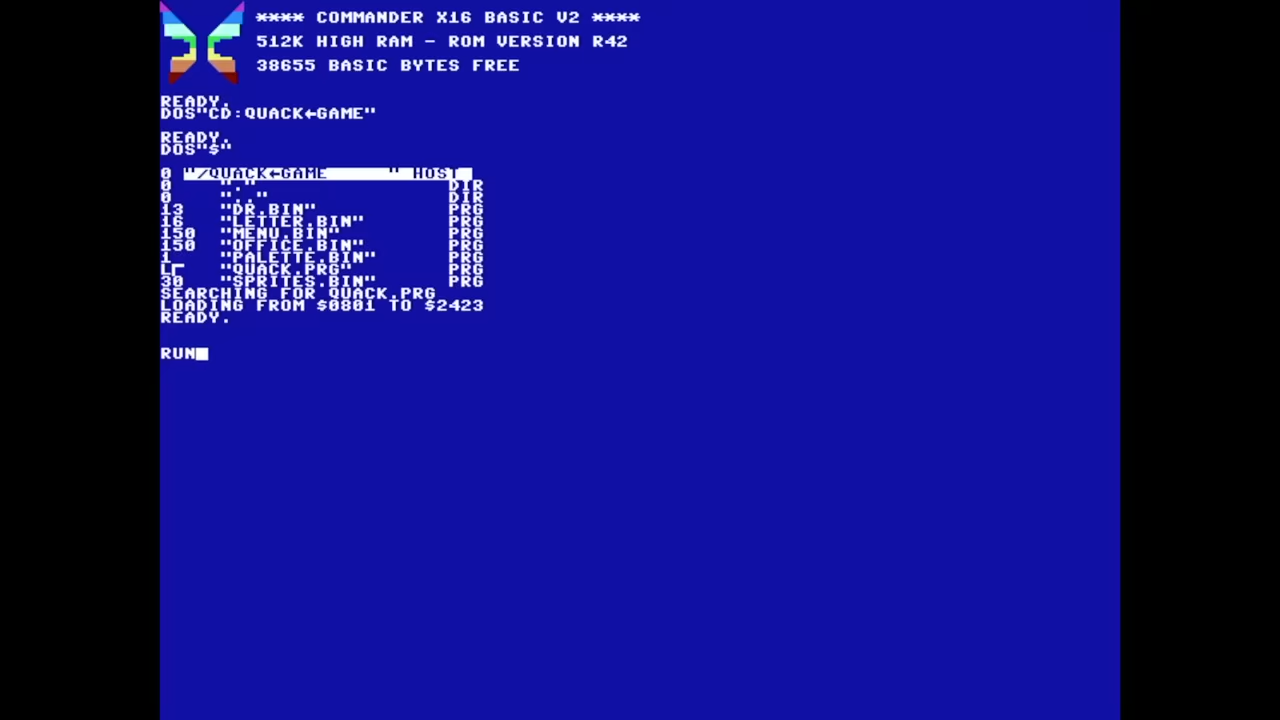 **** COMMANDER X16 BASIC V2 ****
512K HIGH RAM - ROM VERSION R42
38655 BASIC BYTES FREE
READY.
DOS"CD:QUACK←GAME"
READY.
DOS"$"
0 "/QUACK←GAME      " HOST
0    "."                DIR
0    ".."               DIR
13   "DR.BIN"           PRG
16   "LETTER.BIN"       PRG
150  "MENU.BIN"         PRG
150  "OFFICE.BIN"       PRG
1    "PALETTE.BIN"      PRG
"QUACK.PRG"        PRG
30   "SPRITES.BIN"      PRG
SEARCHING FOR QUACK.PRG
LOADING FROM $0801 TO $2423
READY.
RUN